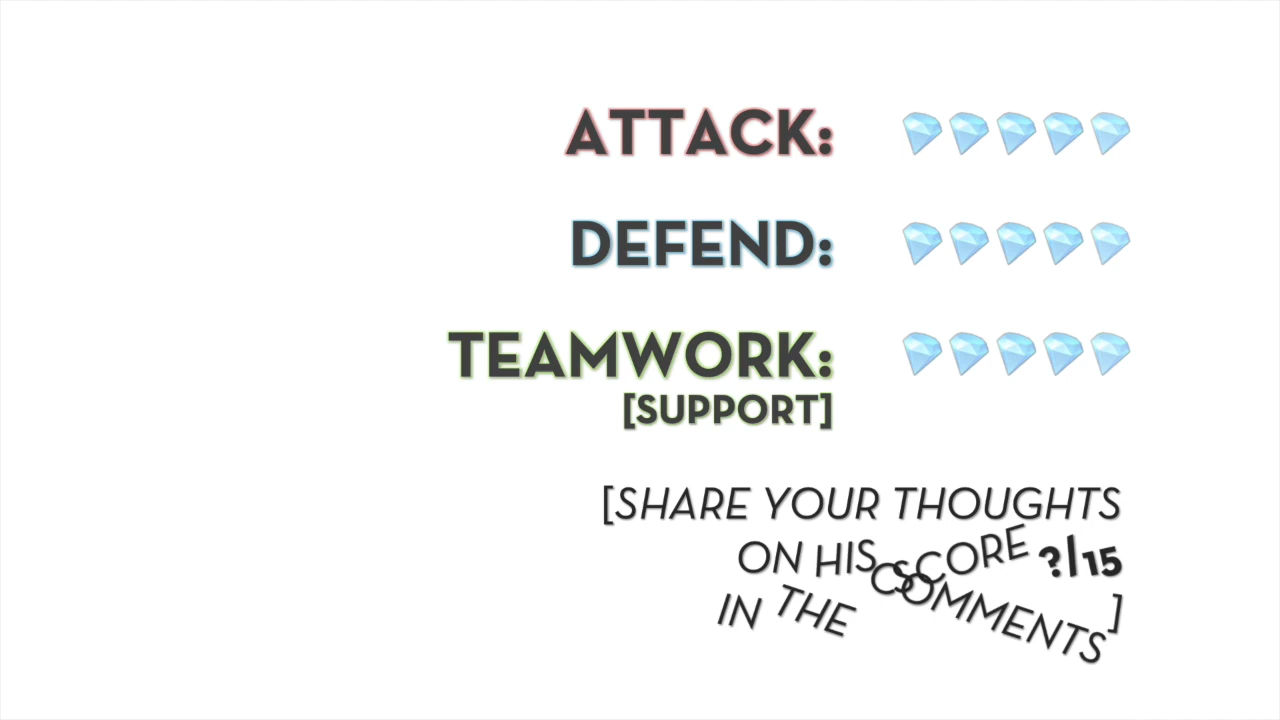 ATTACK: 💎💎💎💎💎
DEFEND: 💎💎💎💎💎
TEAMWORK: 💎💎💎💎💎
[SUPPORT]
[SHARE YOUR THOUGHTS
ON HIS SCORE ?/15
IN THE COMMENTS]